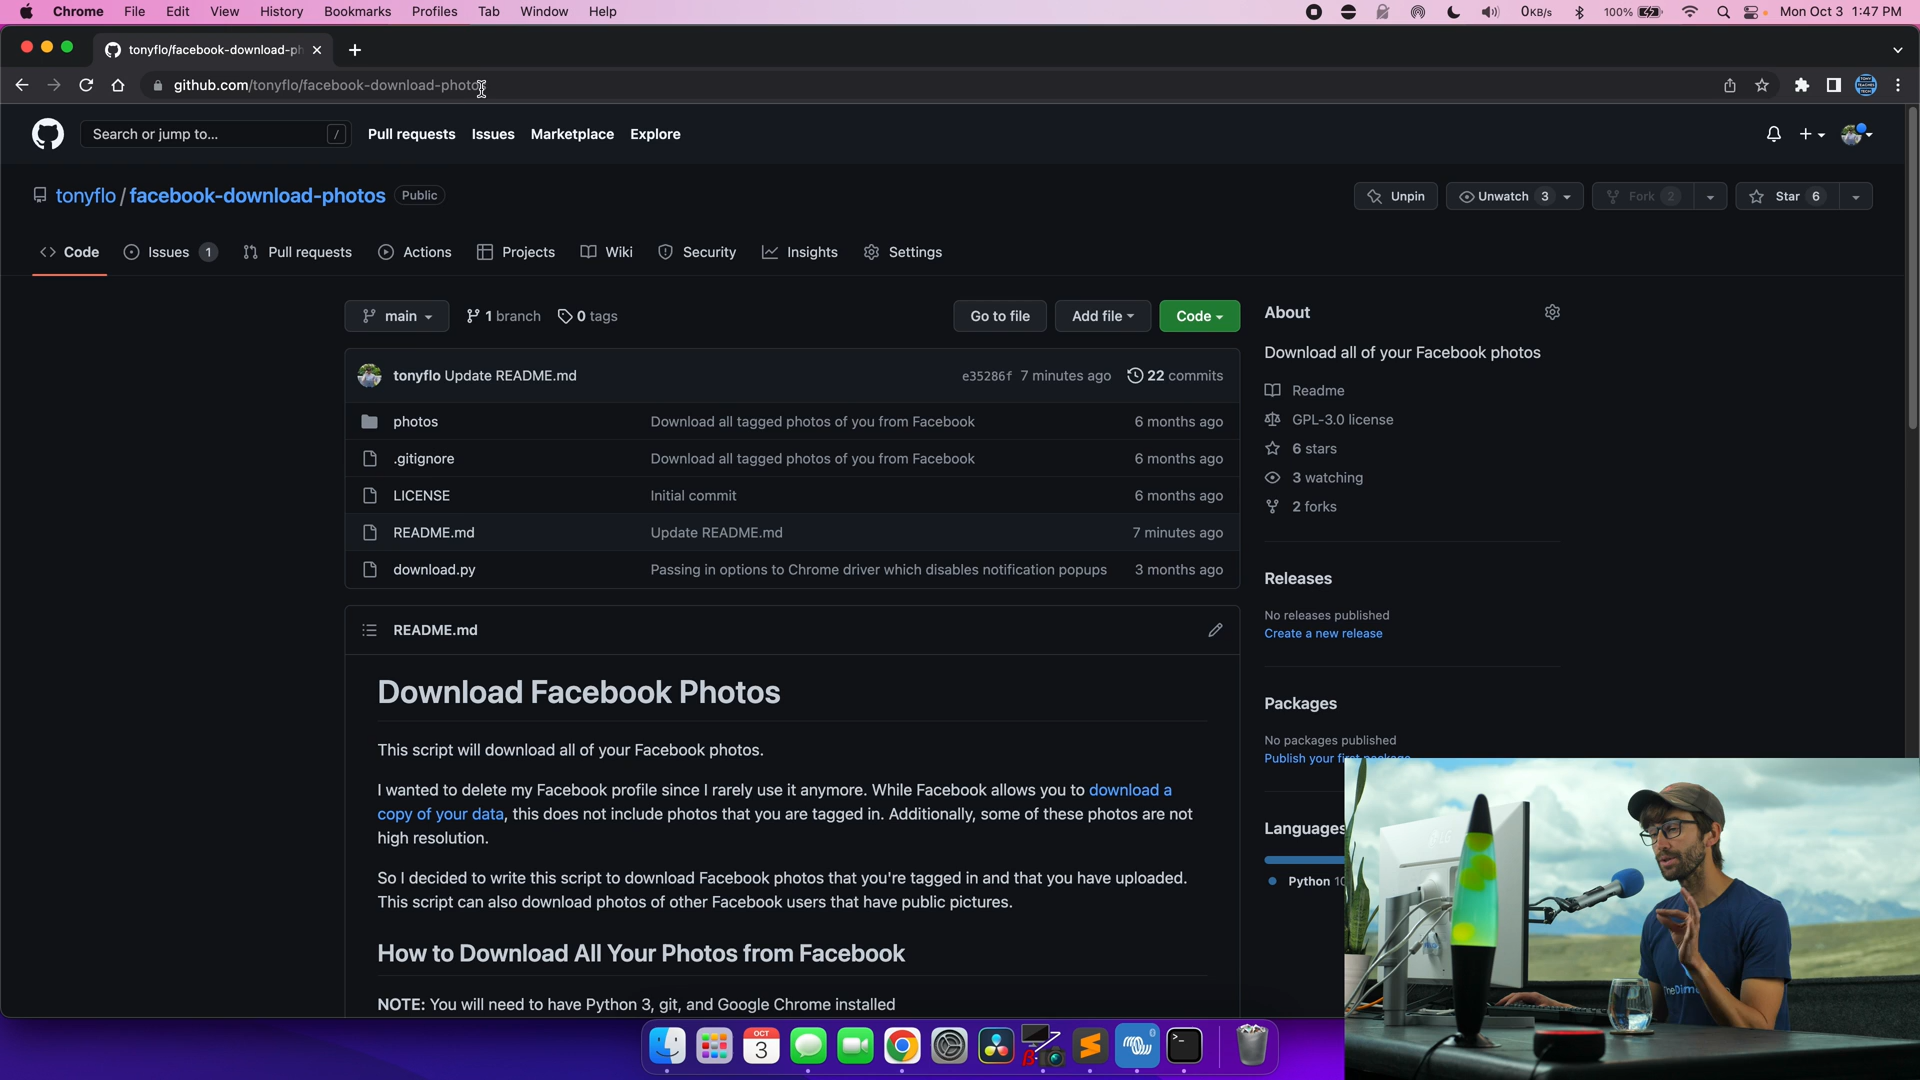 Chrome File Edit View History Bookmarks Profiles Tab Window Help
0KB/s 100% Mon Oct 3 1:47 PM
tonyflo/facebook-download-ph
github.com/tonyflo/facebook-download-photos
Search or jump to... / Pull requests Issues Marketplace Explore
tonyflo / facebook-download-photos Public
Unpin Unwatch 3 Fork 2 Star 6
Code Issues 1 Pull requests Actions Projects Wiki Security Insights Settings
main 1 branch 0 tags Go to file Add file Code
tonyflo Update README.md e35286f 7 minutes ago 22 commits
photos Download all tagged photos of you from Facebook 6 months ago
.gitignore Download all tagged photos of you from Facebook 6 months ago
LICENSE Initial commit 6 months ago
README.md Update README.md 7 minutes ago
download.py Passing in options to Chrome driver which disables notification popups 3 months ago
README.md
Download Facebook Photos
This script will download all of your Facebook photos.
I wanted to delete my Facebook profile since I rarely use it anymore. While Facebook allows you to download a
copy of your data, this does not include photos that you are tagged in. Additionally, some of these photos are not
high resolution.
So I decided to write this script to download Facebook photos that you're tagged in and that you have uploaded.
This script can also download photos of other Facebook users that have public pictures.
How to Download All Your Photos from Facebook
NOTE: You will need to have Python 3, git, and Google Chrome installed
About
Download all of your Facebook photos
Readme
GPL-3.0 license
6 stars
3 watching
2 forks
Releases
No releases published
Create a new release
Packages
No packages published
Publish your first package
Languages
Python 10
OCT
3